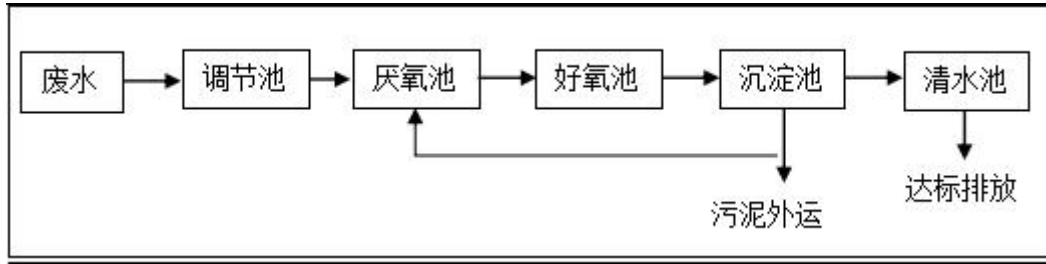 废水
调节池
厌氧池
好氧池
沉淀池
清水池
污泥外运
达标排放